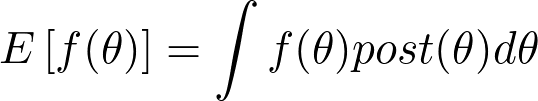 E [f(θ)] = ∫ f(θ)post(θ)dθ